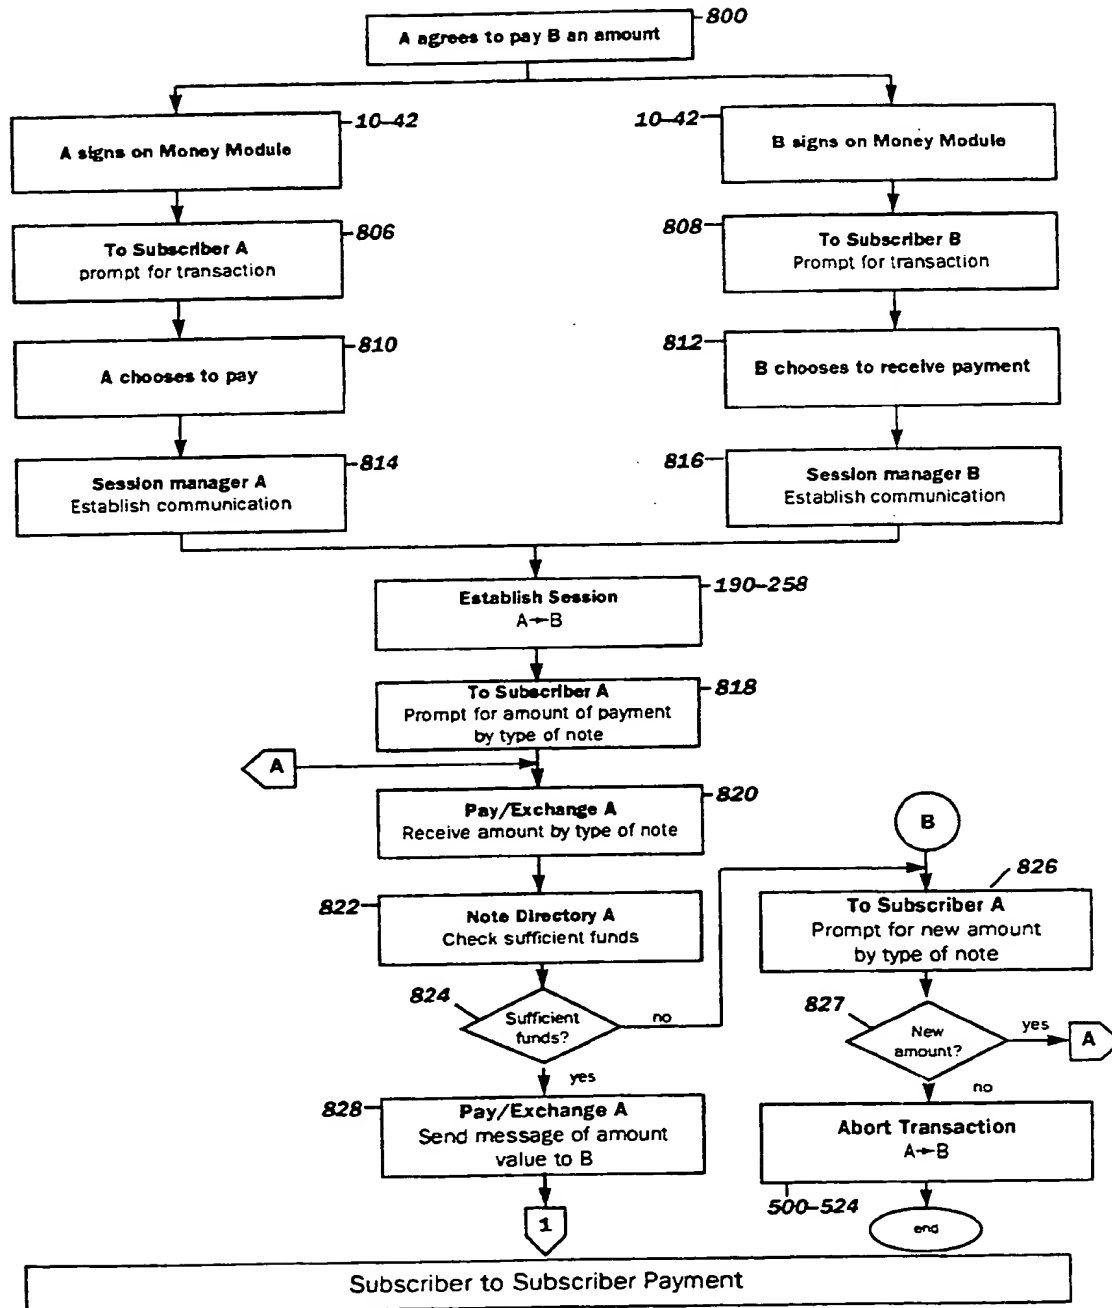 800
A agrees to pay B an amount
10-42
A signs on Money Module
10-42
B signs on Money Module
806
To Subscriber A
prompt for transaction
808
To Subscriber B
Prompt for transaction
810
A chooses to pay
812
B chooses to receive payment
814
Session manager A
Establish communication
816
Session manager B
Establish communication
190-258
Establish Session
A→B
818
To Subscriber A
Prompt for amount of payment
by type of note
A
820
Pay/Exchange A
Receive amount by type of note
822
Note Directory A
Check sufficient funds
824
Sufficient
funds?
no
yes
828
Pay/Exchange A
Send message of amount
value to B
1
B
826
To Subscriber A
Prompt for new amount
by type of note
827
New
amount?
yes
A
no
Abort Transaction
A→B
500-524
end
Subscriber to Subscriber Payment